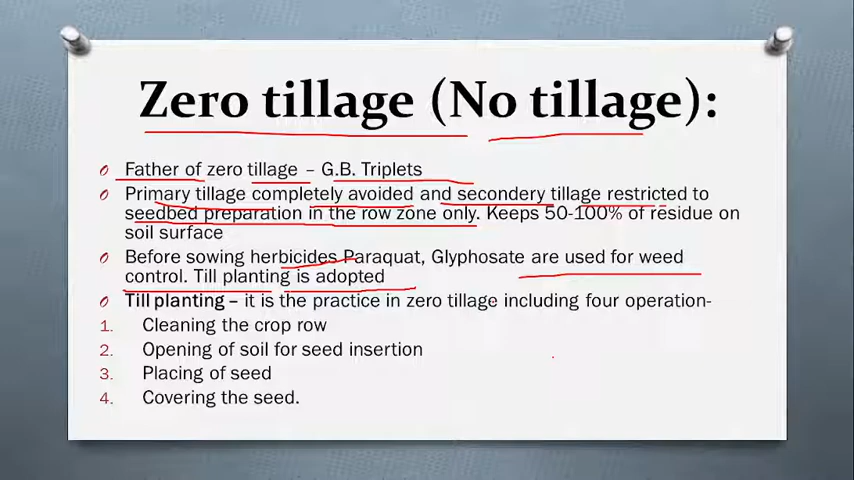 Zero tillage (No tillage):
Father of zero tillage – G.B. Triplets
Primary tillage completely avoided and secondery tillage restricted to
seedbed preparation in the row zone only. Keeps 50-100% of residue on
soil surface
Before sowing herbicides Paraquat, Glyphosate are used for weed
control. Till planting is adopted
Till planting – it is the practice in zero tillage including four operation-
1. Cleaning the crop row
2. Opening of soil for seed insertion
3. Placing of seed
4. Covering the seed.